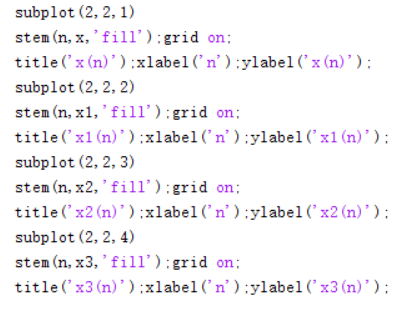 subplot(2,2,1)
stem(n,x,'fill');grid on;
title('x(n)');xlabel('n');ylabel('x(n)');
subplot(2,2,2)
stem(n,x1,'fill');grid on;
title('x1(n)');xlabel('n');ylabel('x1(n)');
subplot(2,2,3)
stem(n,x2,'fill');grid on;
title('x2(n)');xlabel('n');ylabel('x2(n)');
subplot(2,2,4)
stem(n,x3,'fill');grid on;
title('x3(n)');xlabel('n');ylabel('x3(n)');